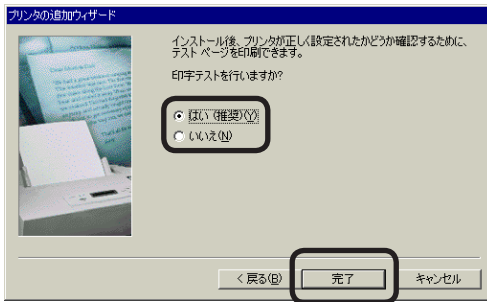 プリンタの追加ウィザード
インストール後、プリンタが正しく設定されたかどうか確認するために、
テスト ページを印刷できます。
印字テストを行いますか?
はい (推奨)(Y)
いいえ(N)
< 戻る(B)
完了
キャンセル